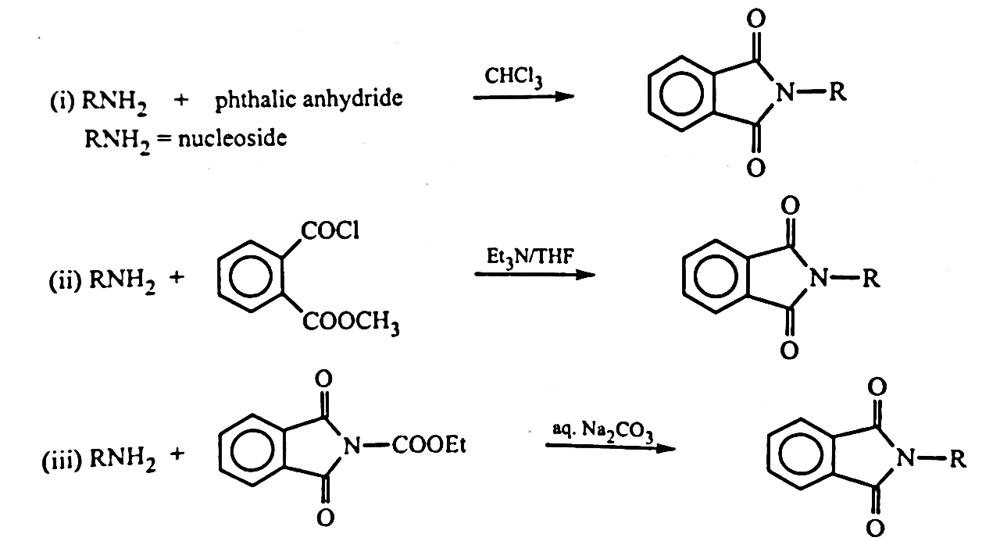 (i) RNH2 + phthalic anhydride
RNH2 = nucleoside
CHCl3
O
N—R
O
(ii) RNH2 +
COCl
COOCH3
Et3N/THF
O
N—R
O
(iii) RNH2 +
O
N—COOEt
O
aq. Na2CO3
O
N—R
O